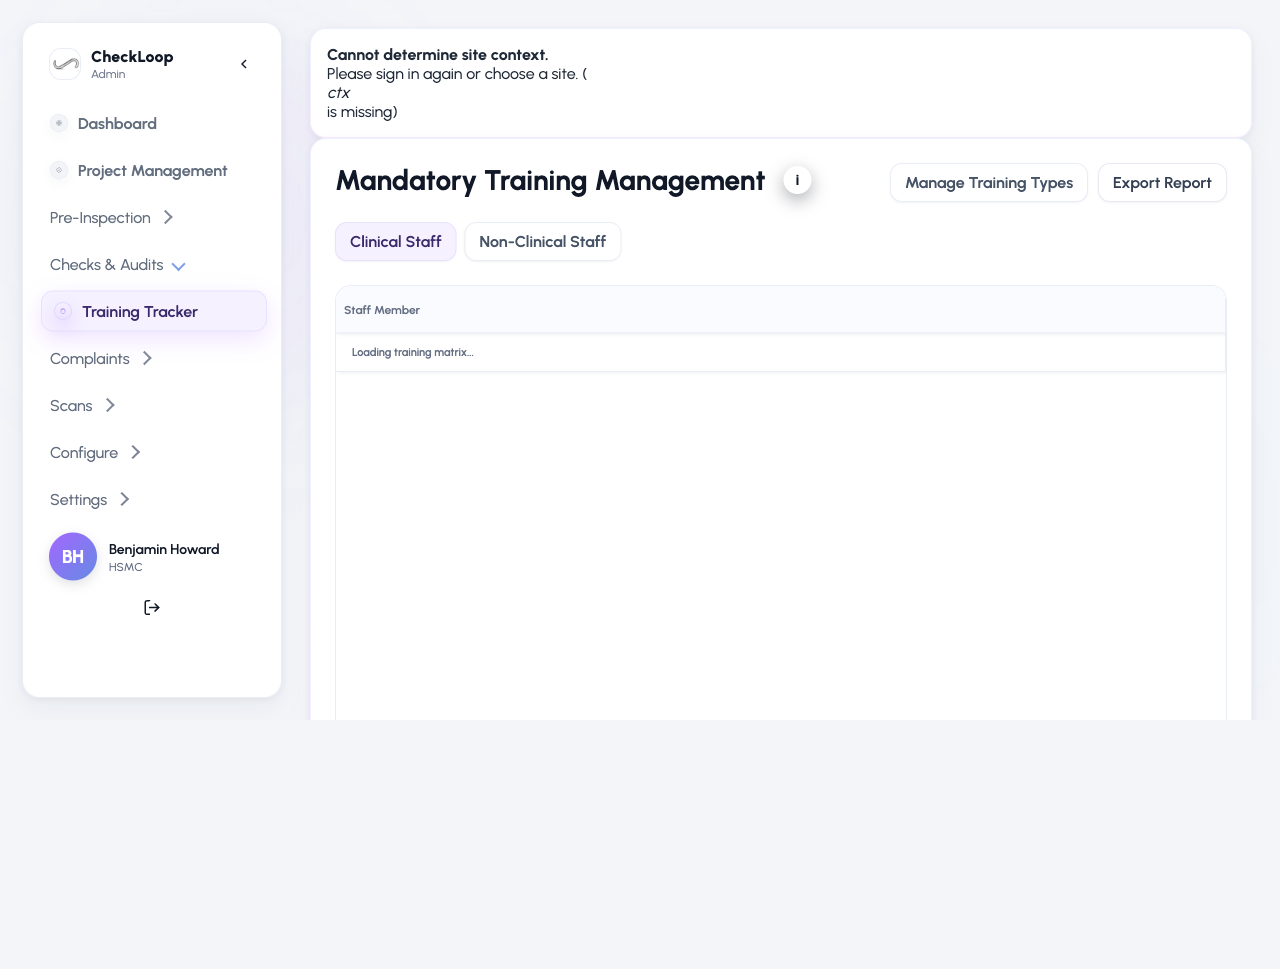 CheckLoop
Admin
Dashboard
Project Management
Pre-Inspection
Checks & Audits
Training Tracker
Complaints
Scans
Configure
Settings
BH
Benjamin Howard
HSMC
Cannot determine site context.
Please sign in again or choose a site. (
ctx
is missing)
Mandatory Training Management i
Manage Training Types
Export Report
Clinical Staff
Non-Clinical Staff
Staff Member
Loading training matrix...